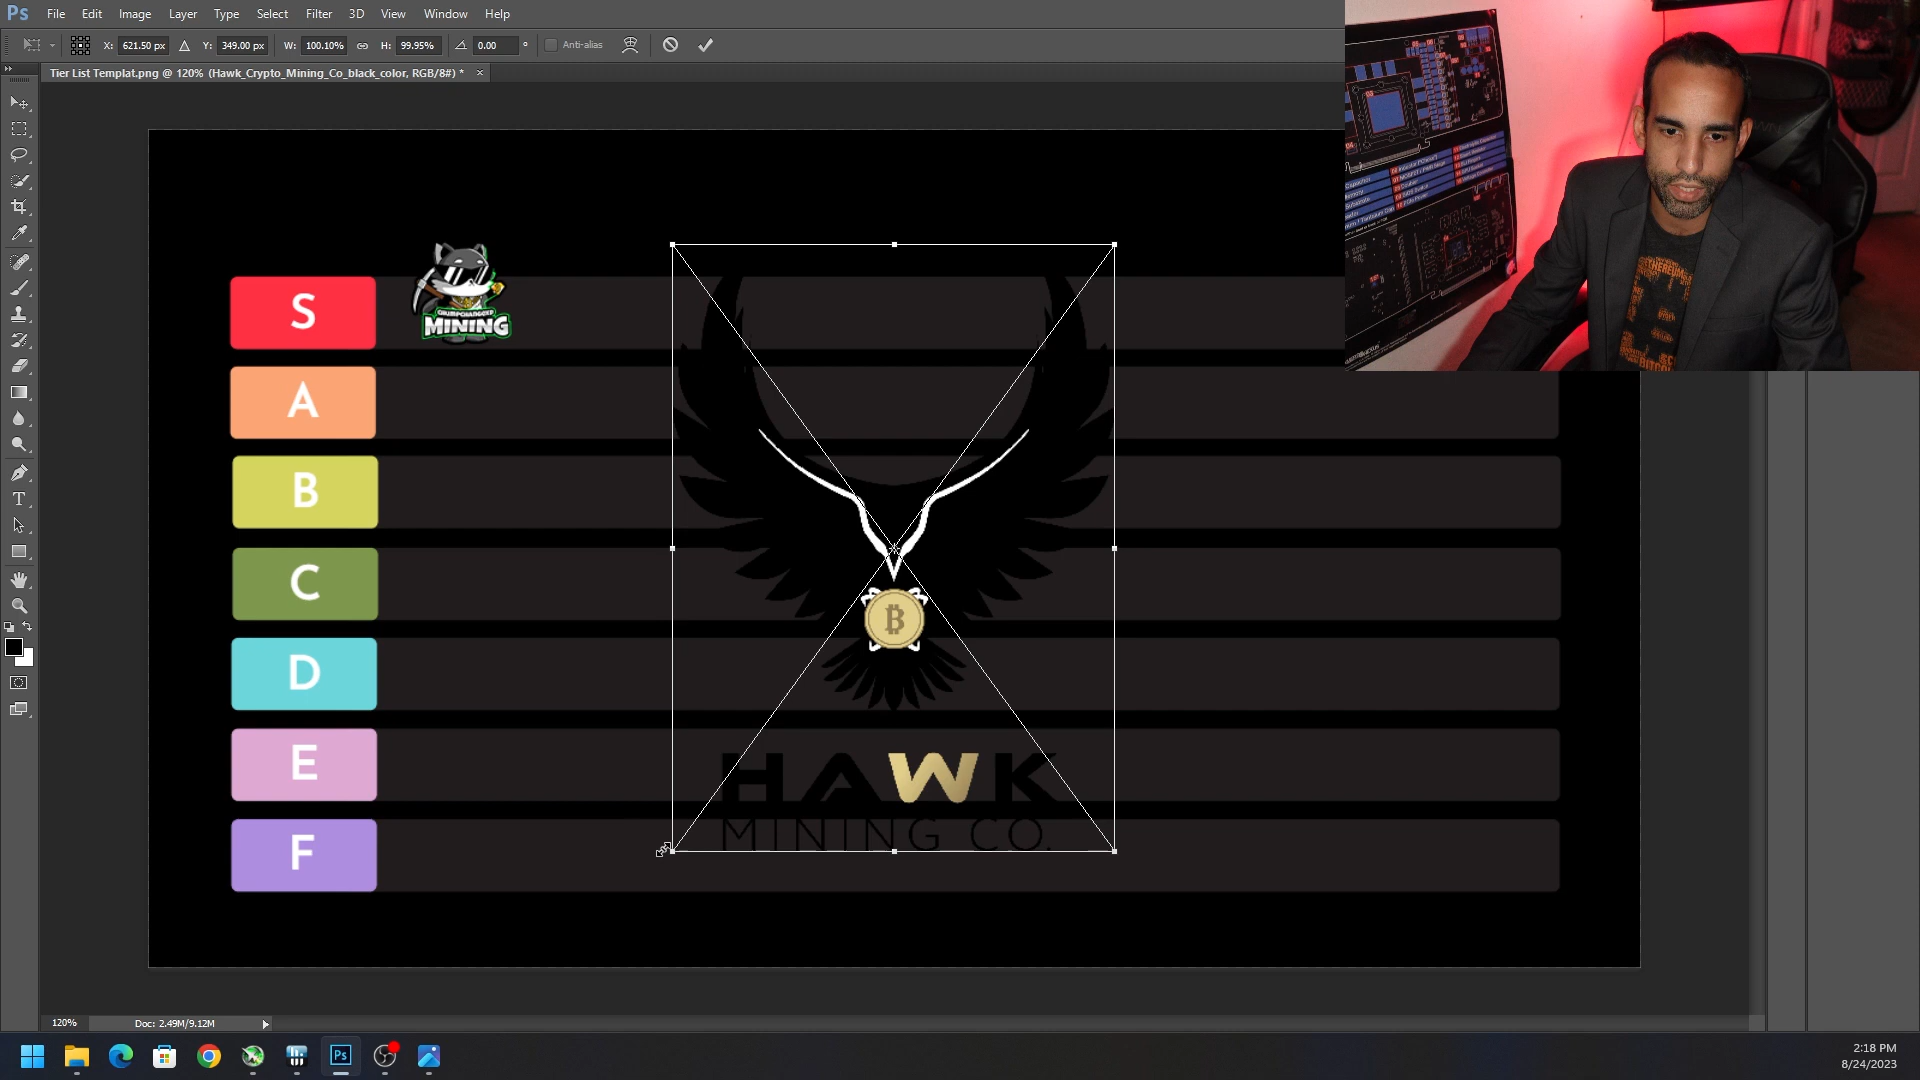 Ps File Edit Image Layer Type Select Filter 3D View Window Help
X: 621.50 px Y: 349.00 px W: 100.10% H: 99.95% 0.00 ° Anti-alias
Tier List Templat.png @ 120% (Hawk_Crypto_Mining_Co_black_color, RGB/8#) * ×
S
MINING
A
B
C
B
D
E
HAWK
MINING CO.
F
T
120% Doc: 2.49M/9.12M
Ps
2:18 PM
8/24/2023